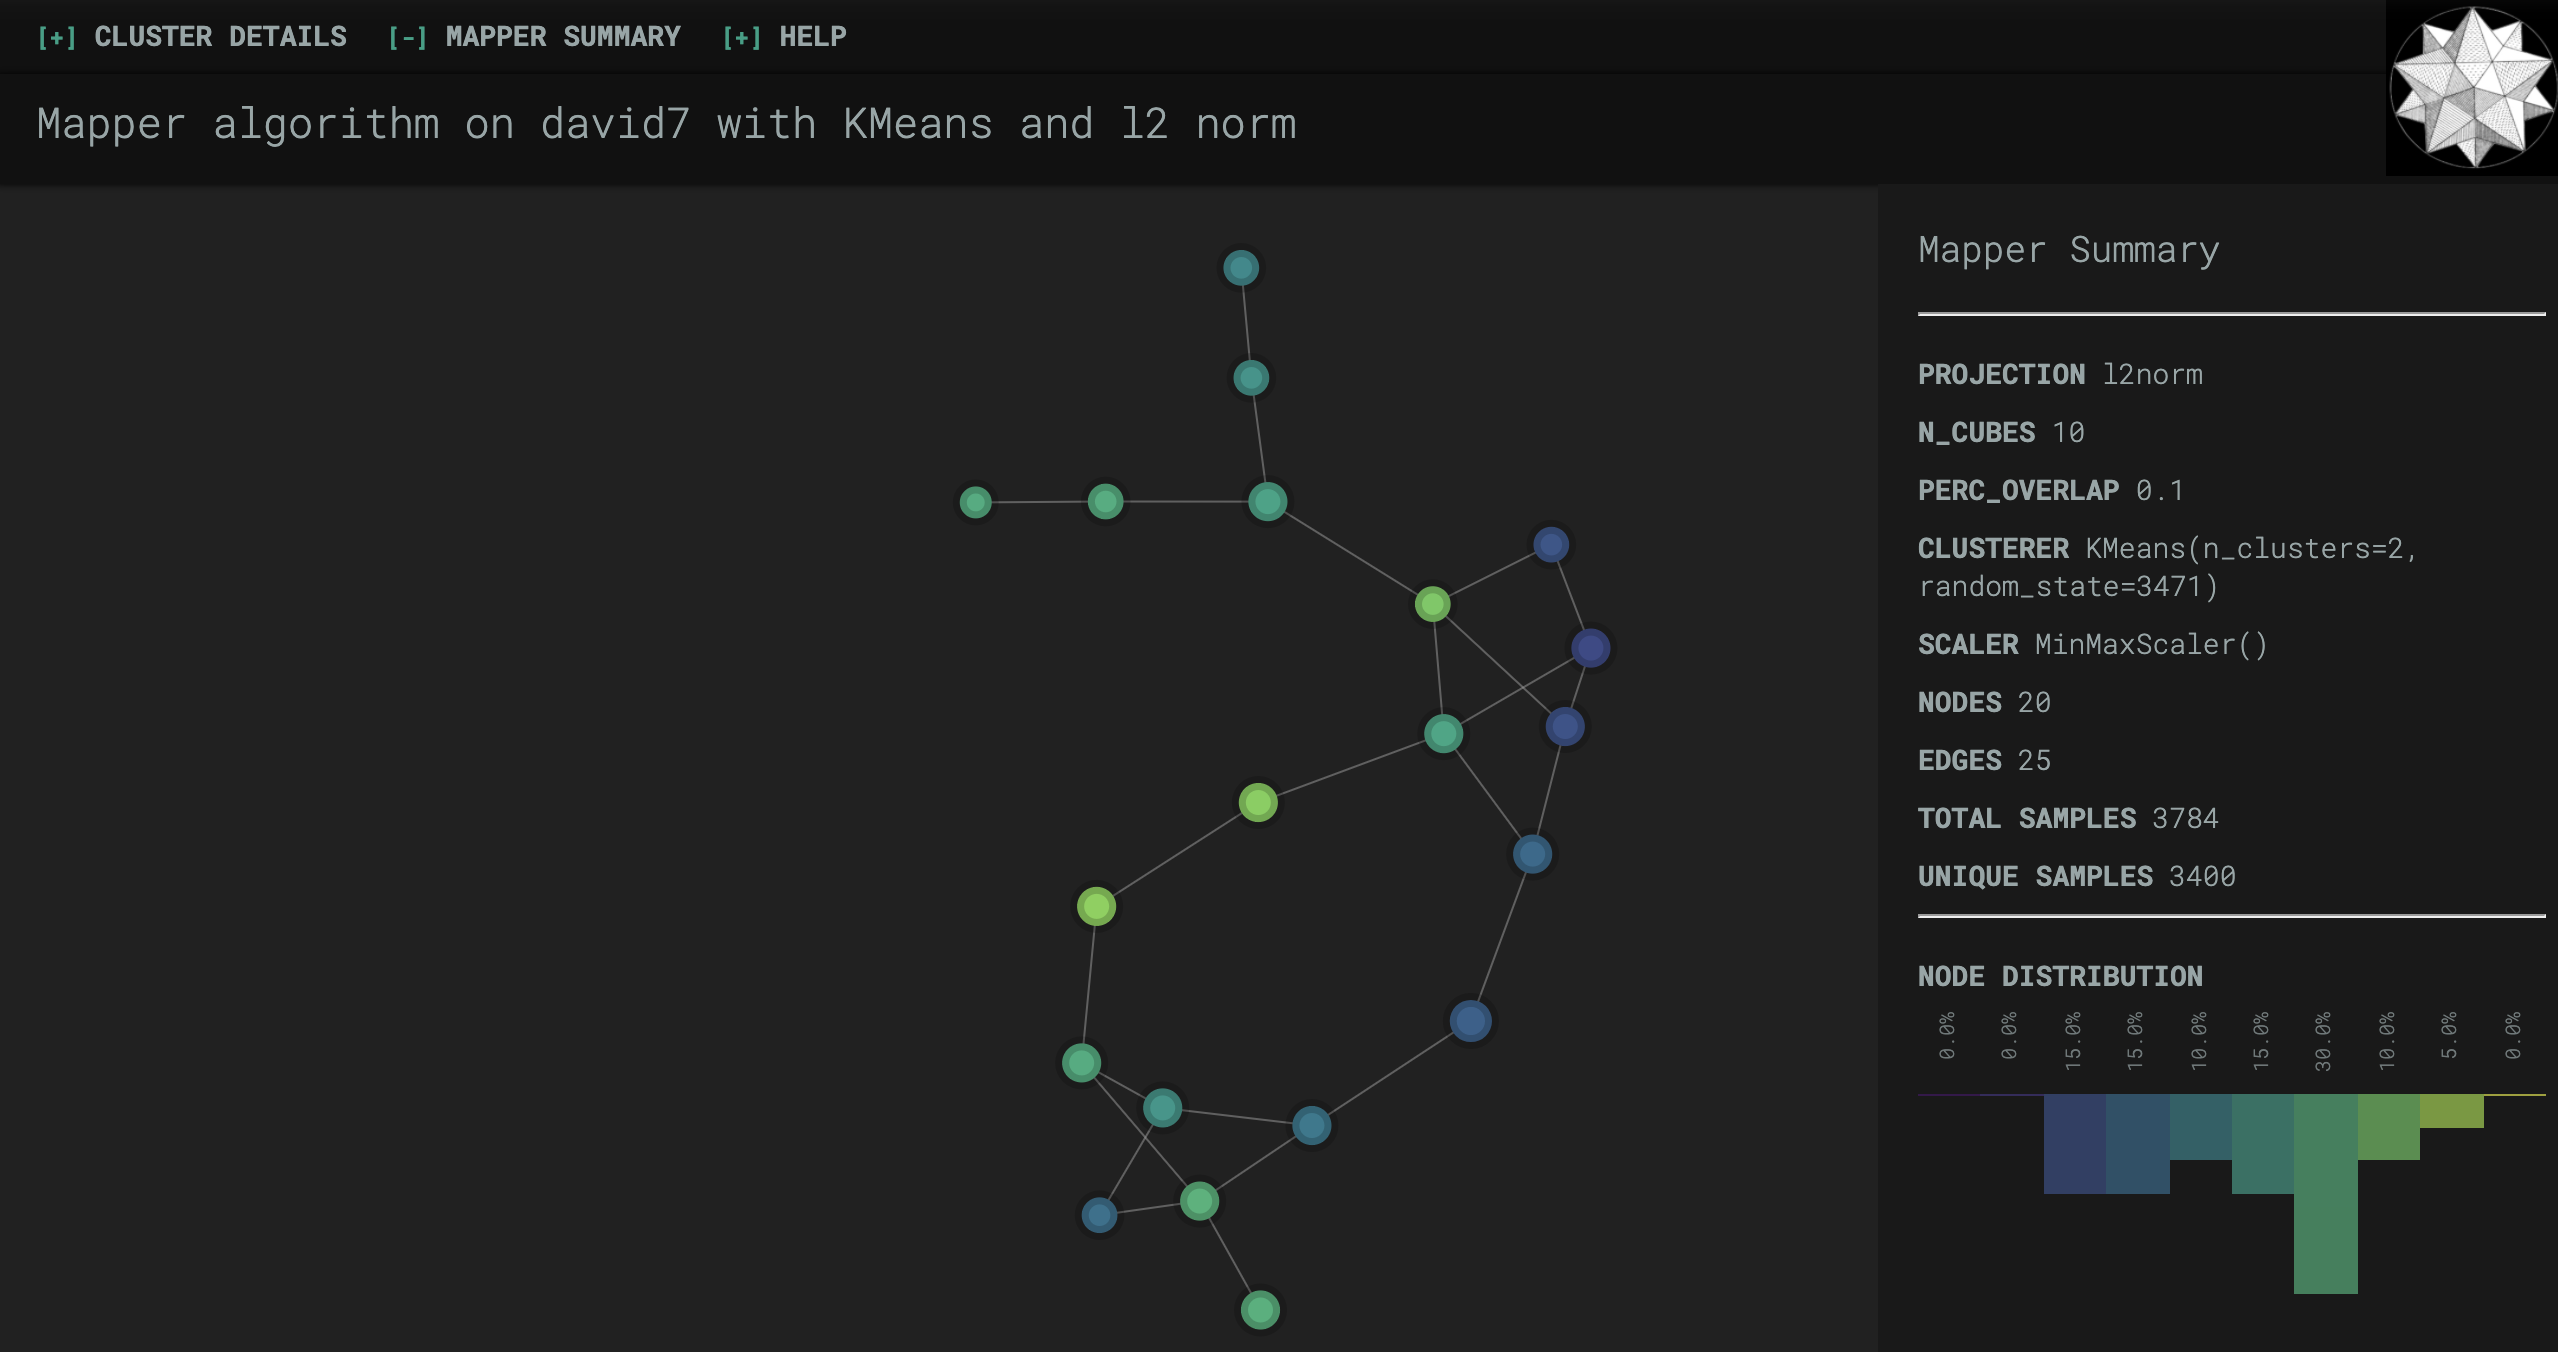 [+] CLUSTER DETAILS [-] MAPPER SUMMARY [+] HELP
Mapper algorithm on david7 with KMeans and l2 norm
Mapper Summary
PROJECTION l2norm
N_CUBES 10
PERC_OVERLAP 0.1
CLUSTERER KMeans(n_clusters=2,
random_state=3471)
SCALER MinMaxScaler()
NODES 20
EDGES 25
TOTAL SAMPLES 3784
UNIQUE SAMPLES 3400
NODE DISTRIBUTION
0.0% 0.0% 15.0% 15.0% 10.0% 15.0% 30.0% 10.0% 5.0% 0.0%